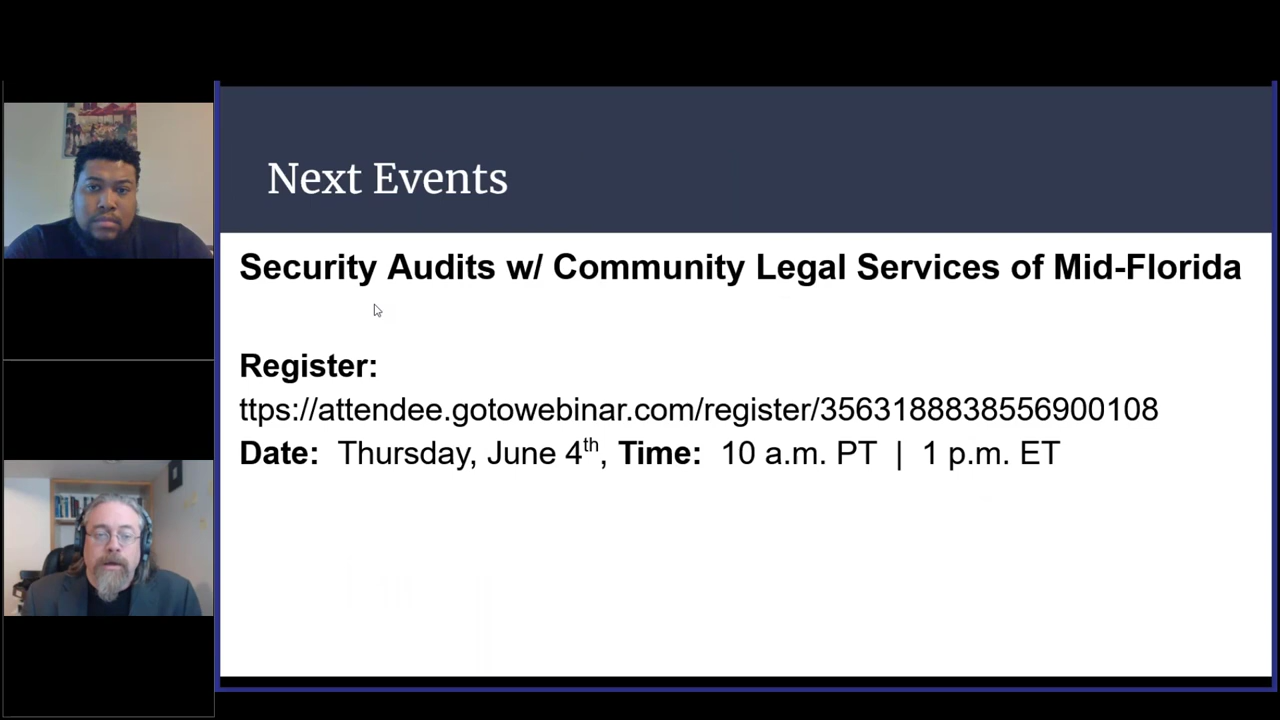 Next Events
Security Audits w/ Community Legal Services of Mid-Florida
Register:
ttps://attendee.gotowebinar.com/register/3563188838556900108
Date: Thursday, June 4th, Time: 10 a.m. PT | 1 p.m. ET